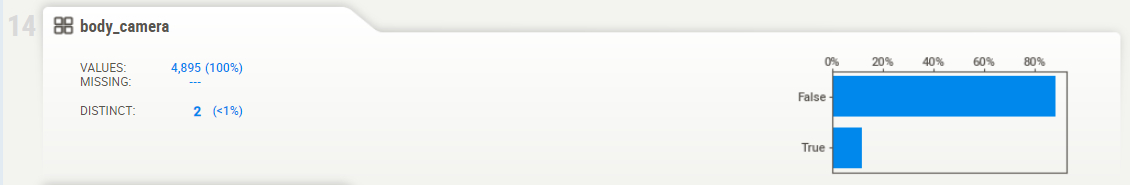 14
body_camera
VALUES: 4,895 (100%)
MISSING: ---
DISTINCT: 2 (<1%)
0% 20% 40% 60% 80%
False
True